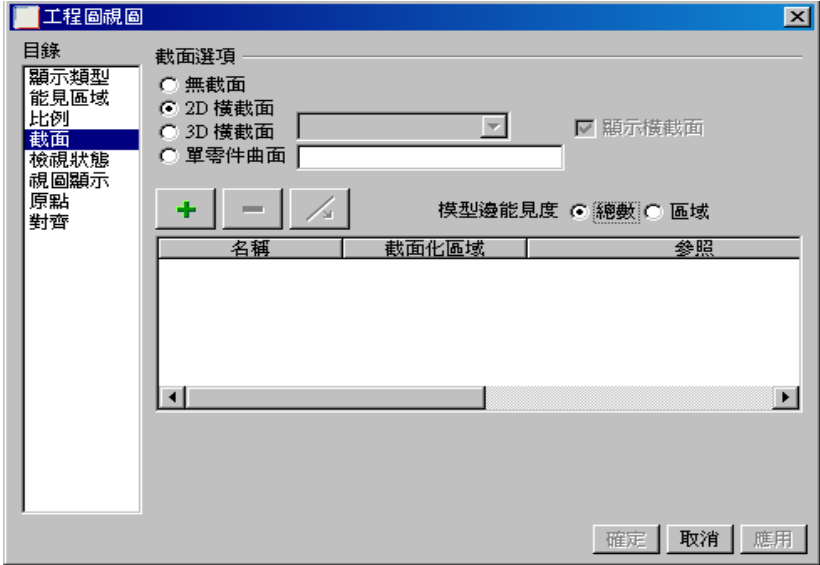 工程圖視圖
目錄
顯示類型
能見區域
比例
截面
檢視狀態
視圖顯示
原點
對齊
截面選項
無截面
2D 橫截面
3D 橫截面
顯示橫截面
單零件曲面
模型邊能見度 總數 區域
名稱 截面化區域 參照
確定 取消 應用